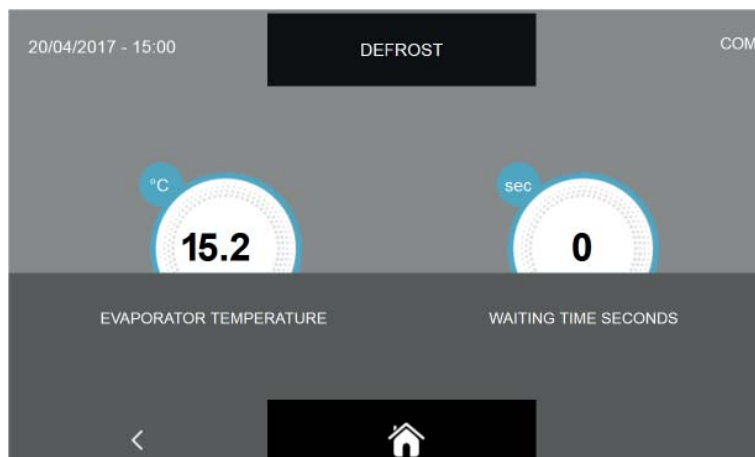 20/04/2017 - 15:00
DEFROST
COM
°C
sec
15.2
0
EVAPORATOR TEMPERATURE
WAITING TIME SECONDS